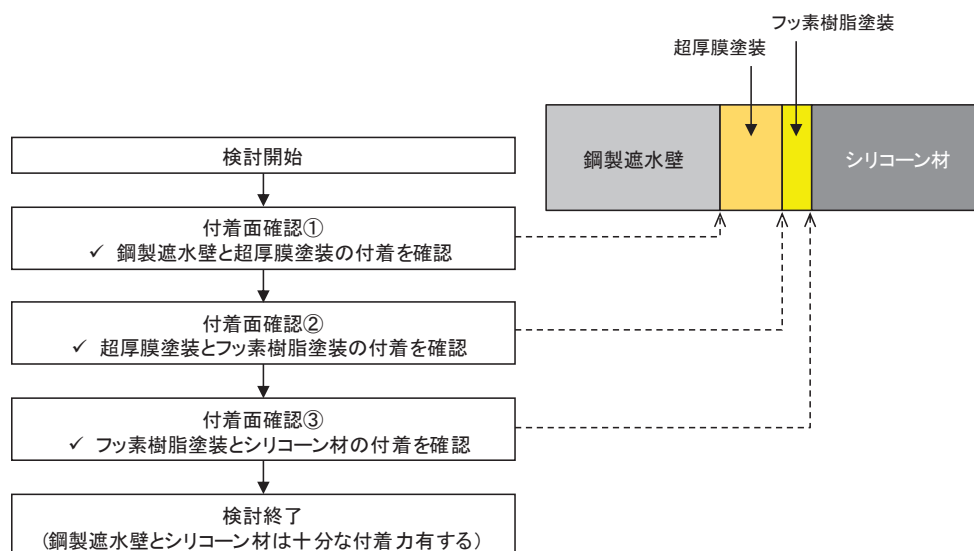 フッ素樹脂塗装
超厚膜塗装
鋼製遮水壁
シリコーン材
検討開始
付着面確認①
✓ 鋼製遮水壁と超厚膜塗装の付着を確認
付着面確認②
✓ 超厚膜塗装とフッ素樹脂塗装の付着を確認
付着面確認③
✓ フッ素樹脂塗装とシリコーン材の付着を確認
検討終了
(鋼製遮水壁とシリコーン材は十分な付着力有する)